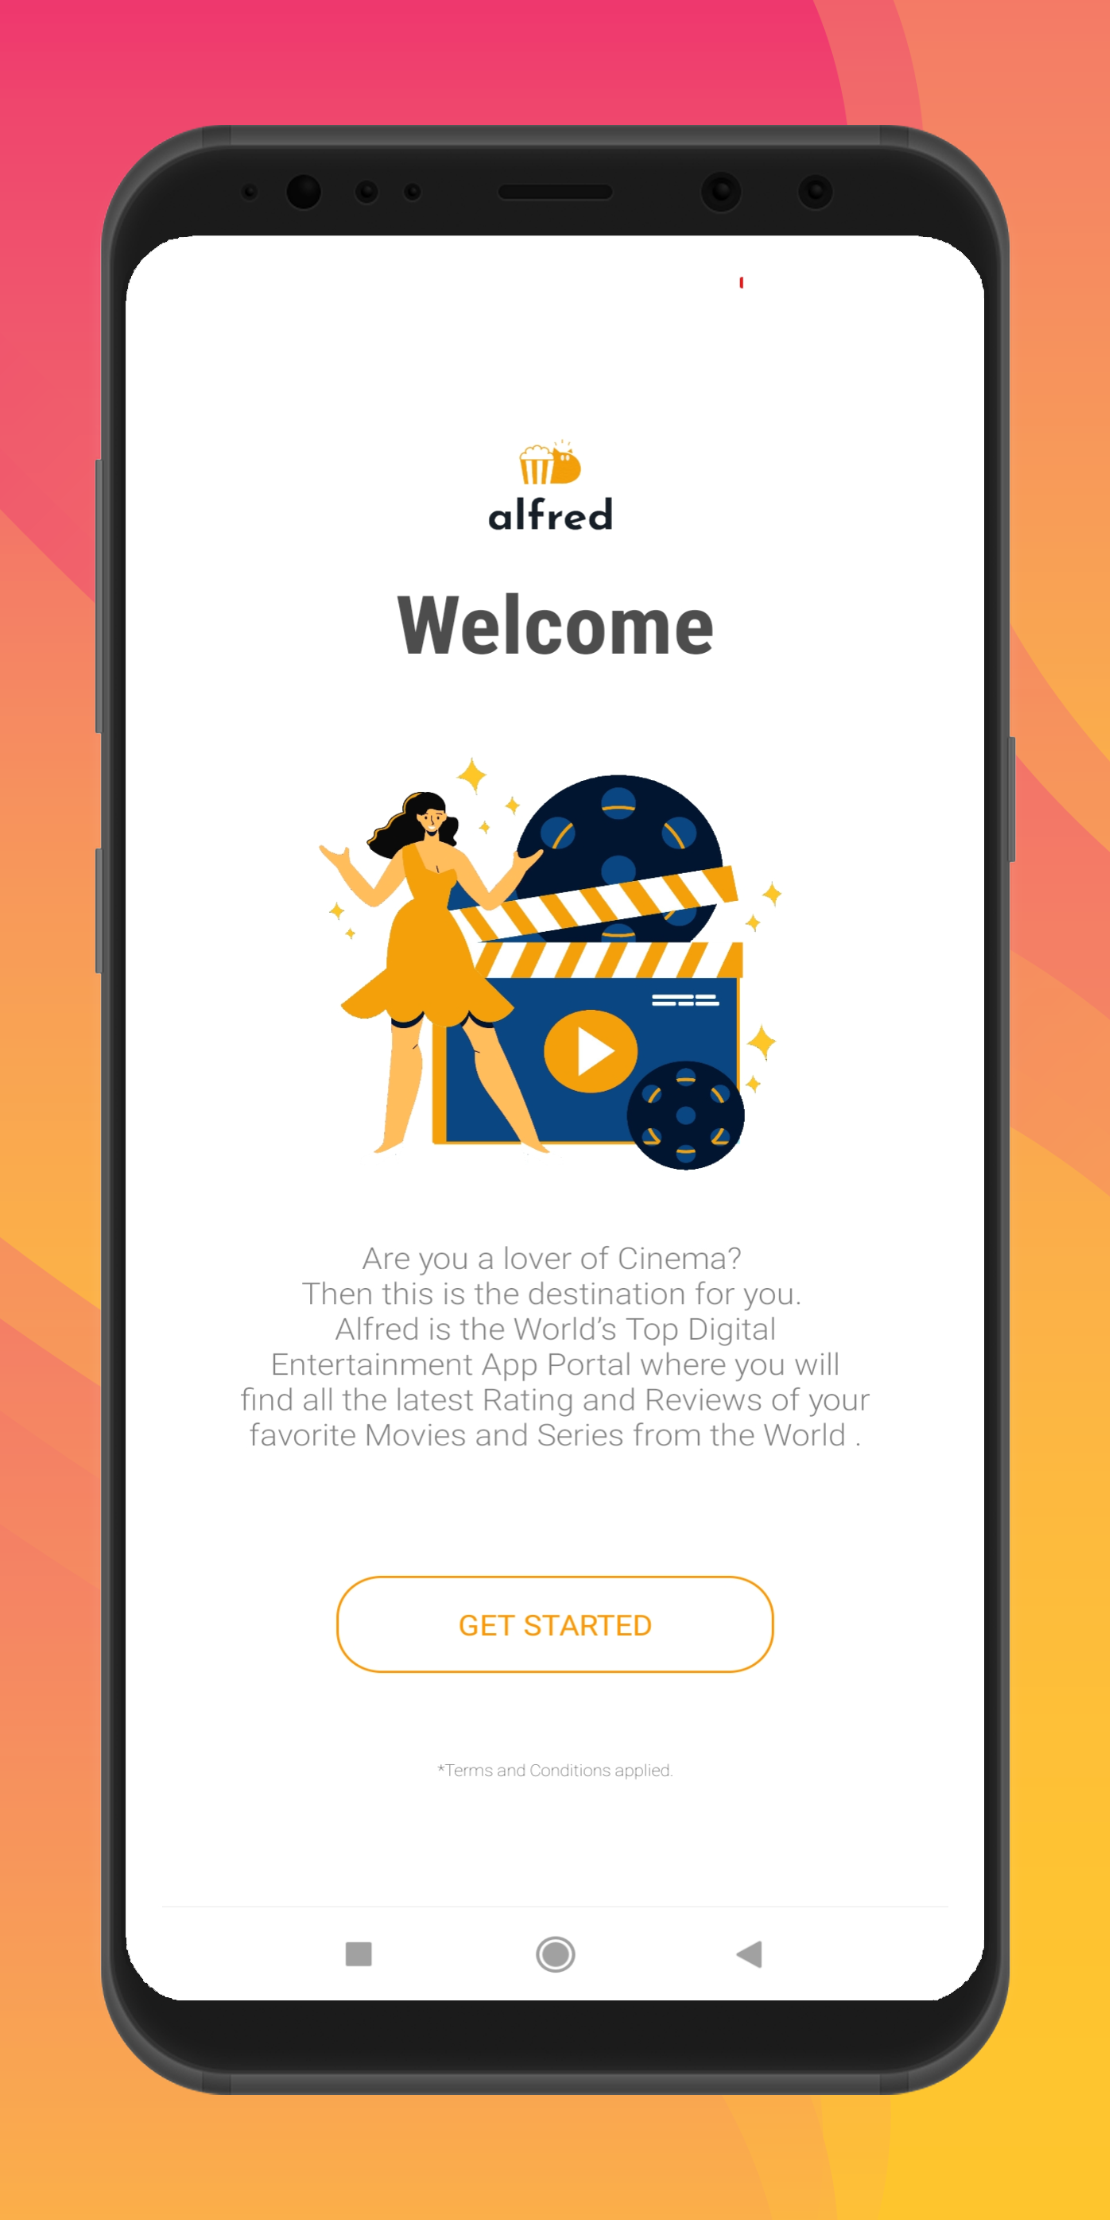 alfred
Welcome
Are you a lover of Cinema?
Then this is the destination for you.
Alfred is the World’s Top Digital
Entertainment App Portal where you will
find all the latest Rating and Reviews of your
favorite Movies and Series from the World .
GET STARTED
*Terms and Conditions applied.